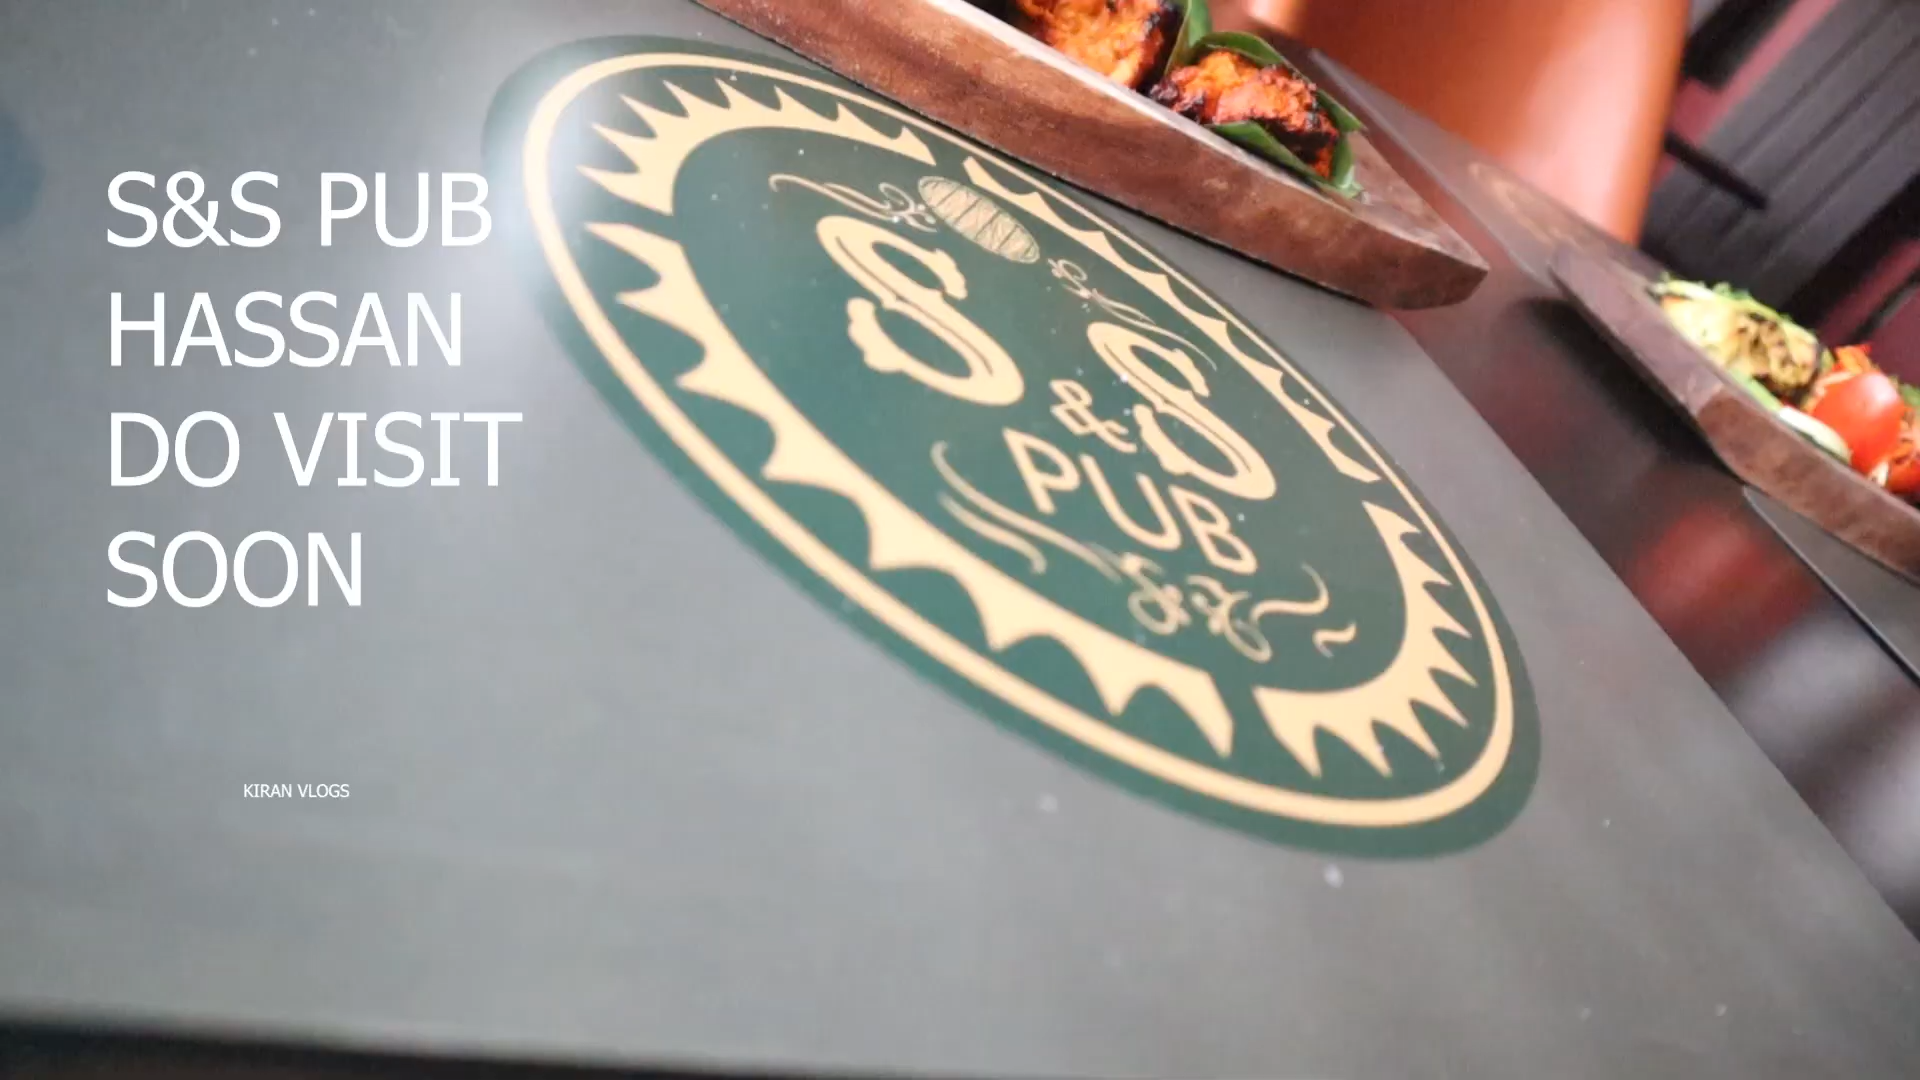 S&S PUB
HASSAN
DO VISIT
SOON
KIRAN VLOGS
S
& S
PUB